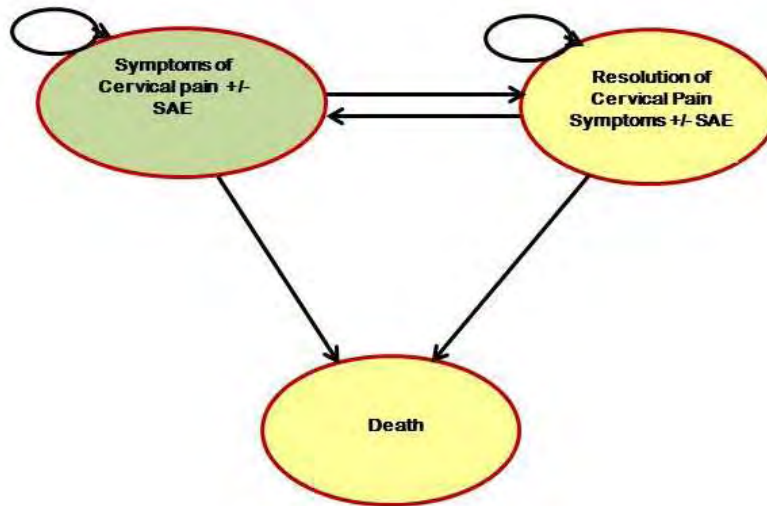 Symptoms of
Cervical pain +/-
SAE
Resolution of
Cervical Pain
Symptoms +/- SAE
Death